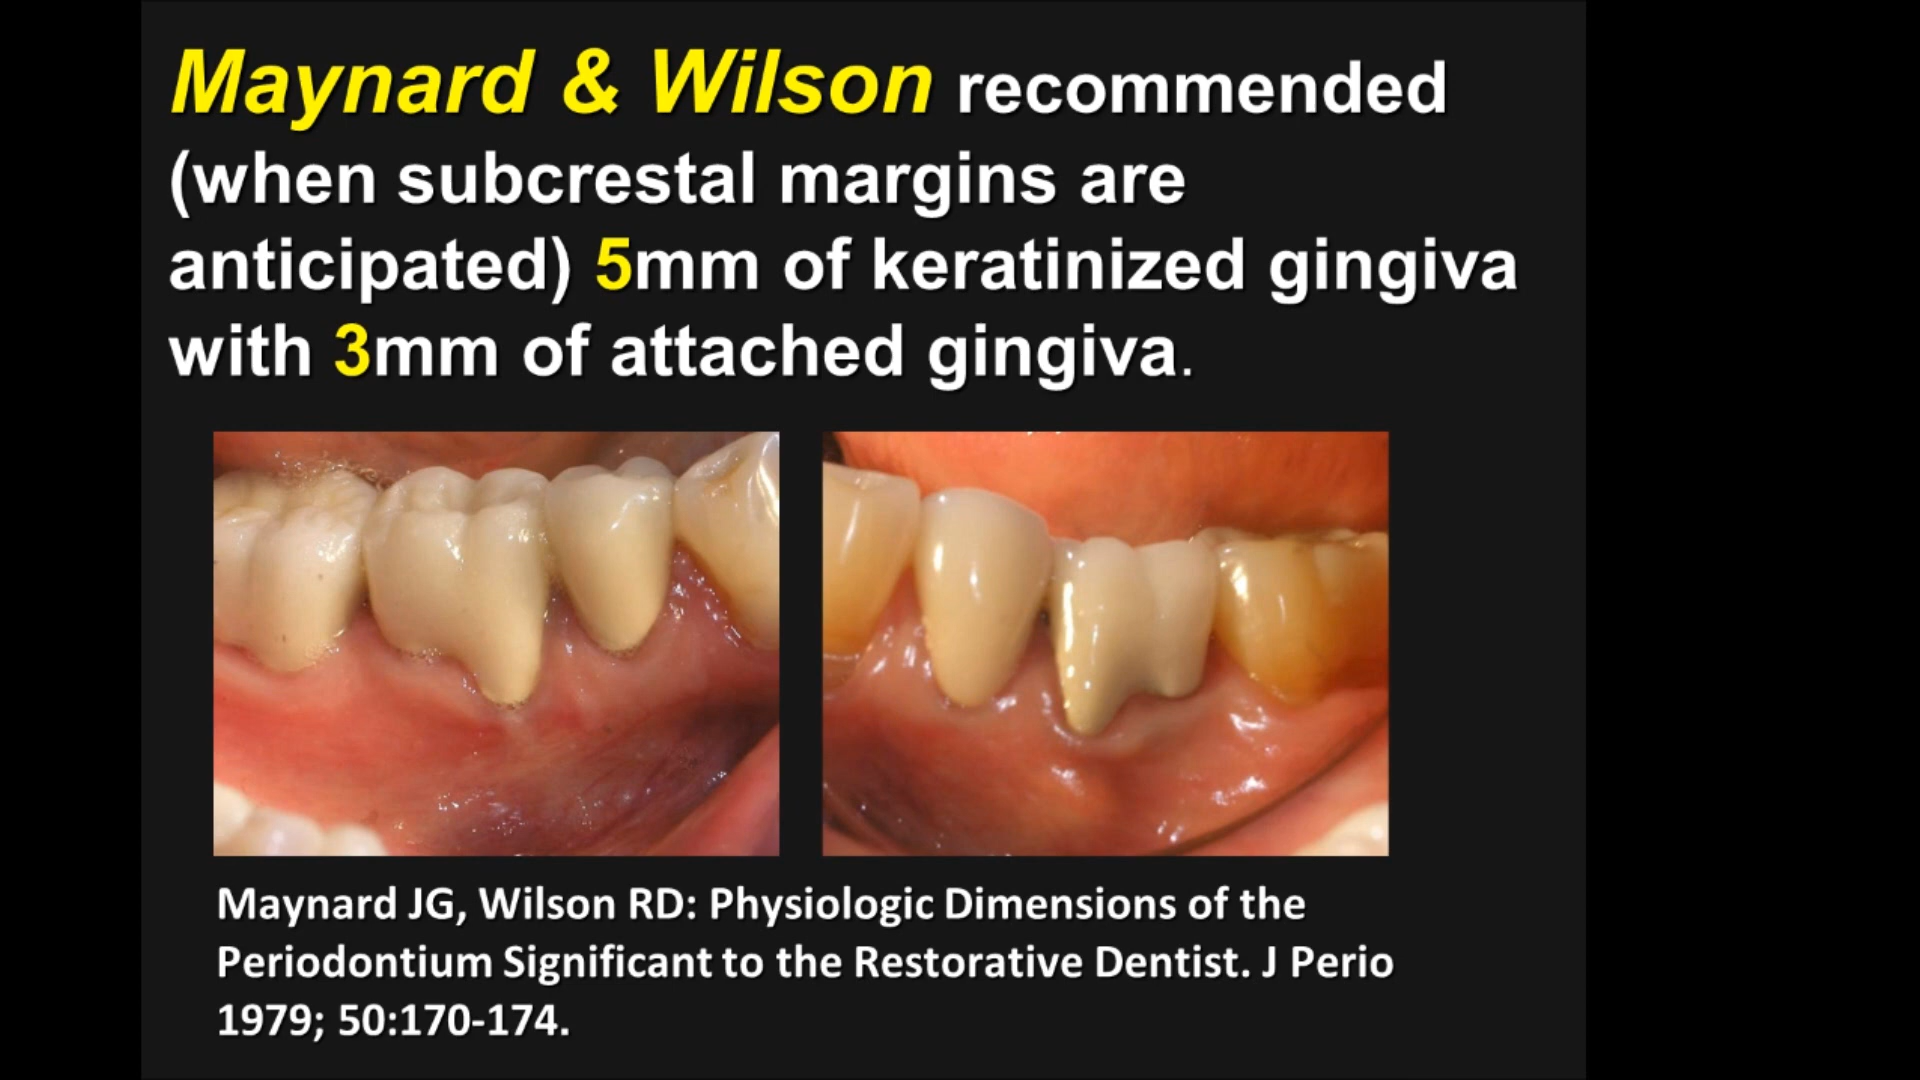 Maynard & Wilson recommended
(when subcrestal margins are
anticipated) 5mm of keratinized gingiva
with 3mm of attached gingiva.
Maynard JG, Wilson RD: Physiologic Dimensions of the
Periodontium Significant to the Restorative Dentist. J Perio
1979; 50:170-174.